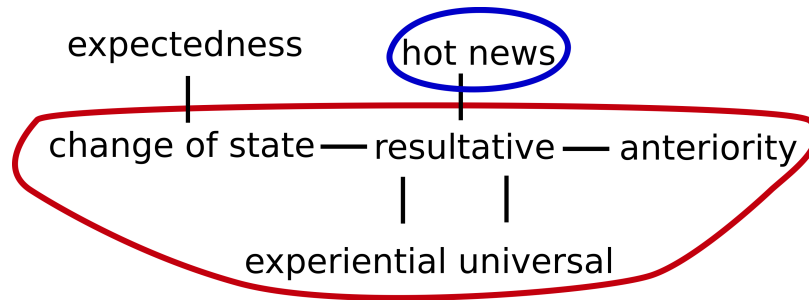 expectedness hot news
change of state resultative anteriority
experiential universal